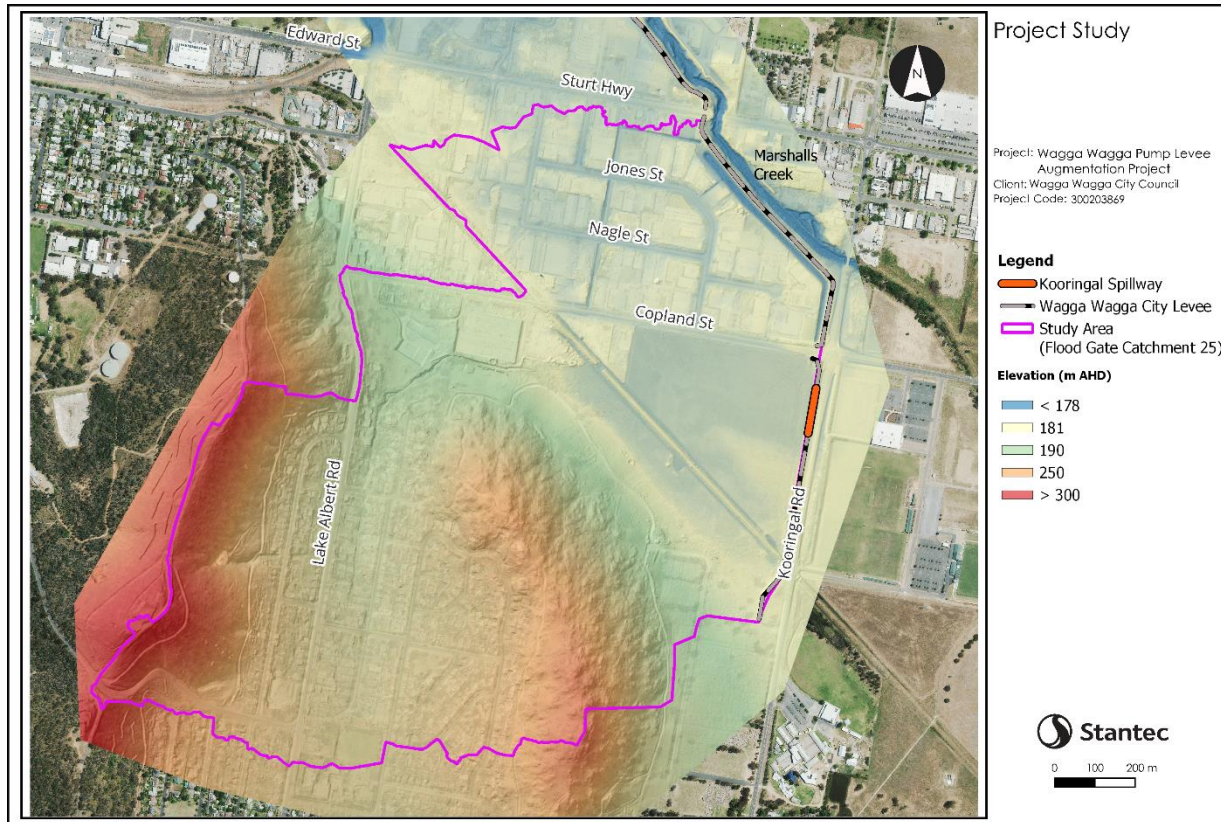 Project Study
Edward St
Sturt Hwy
N
Marshalls
Creek
Jones St
Nagle St
Copland St
Lake Albert Rd
Kooringal Rd
Project: Wagga Wagga Pump Levee
Augmentation Project
Client: Wagga Wagga City Council
Project Code: 300203869
Legend
Kooringal Spillway
Wagga Wagga City Levee
Study Area
(Flood Gate Catchment 25)
Elevation (m AHD)
< 178
181
190
250
> 300
Stantec
0 100 200 m